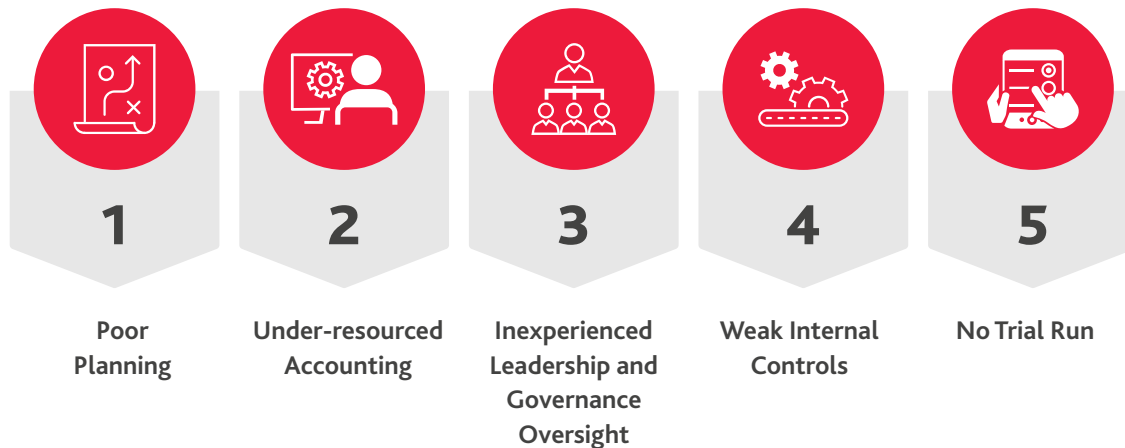 1
Poor
Planning
2
Under-resourced
Accounting
3
Inexperienced
Leadership and
Governance
Oversight
4
Weak Internal
Controls
5
No Trial Run